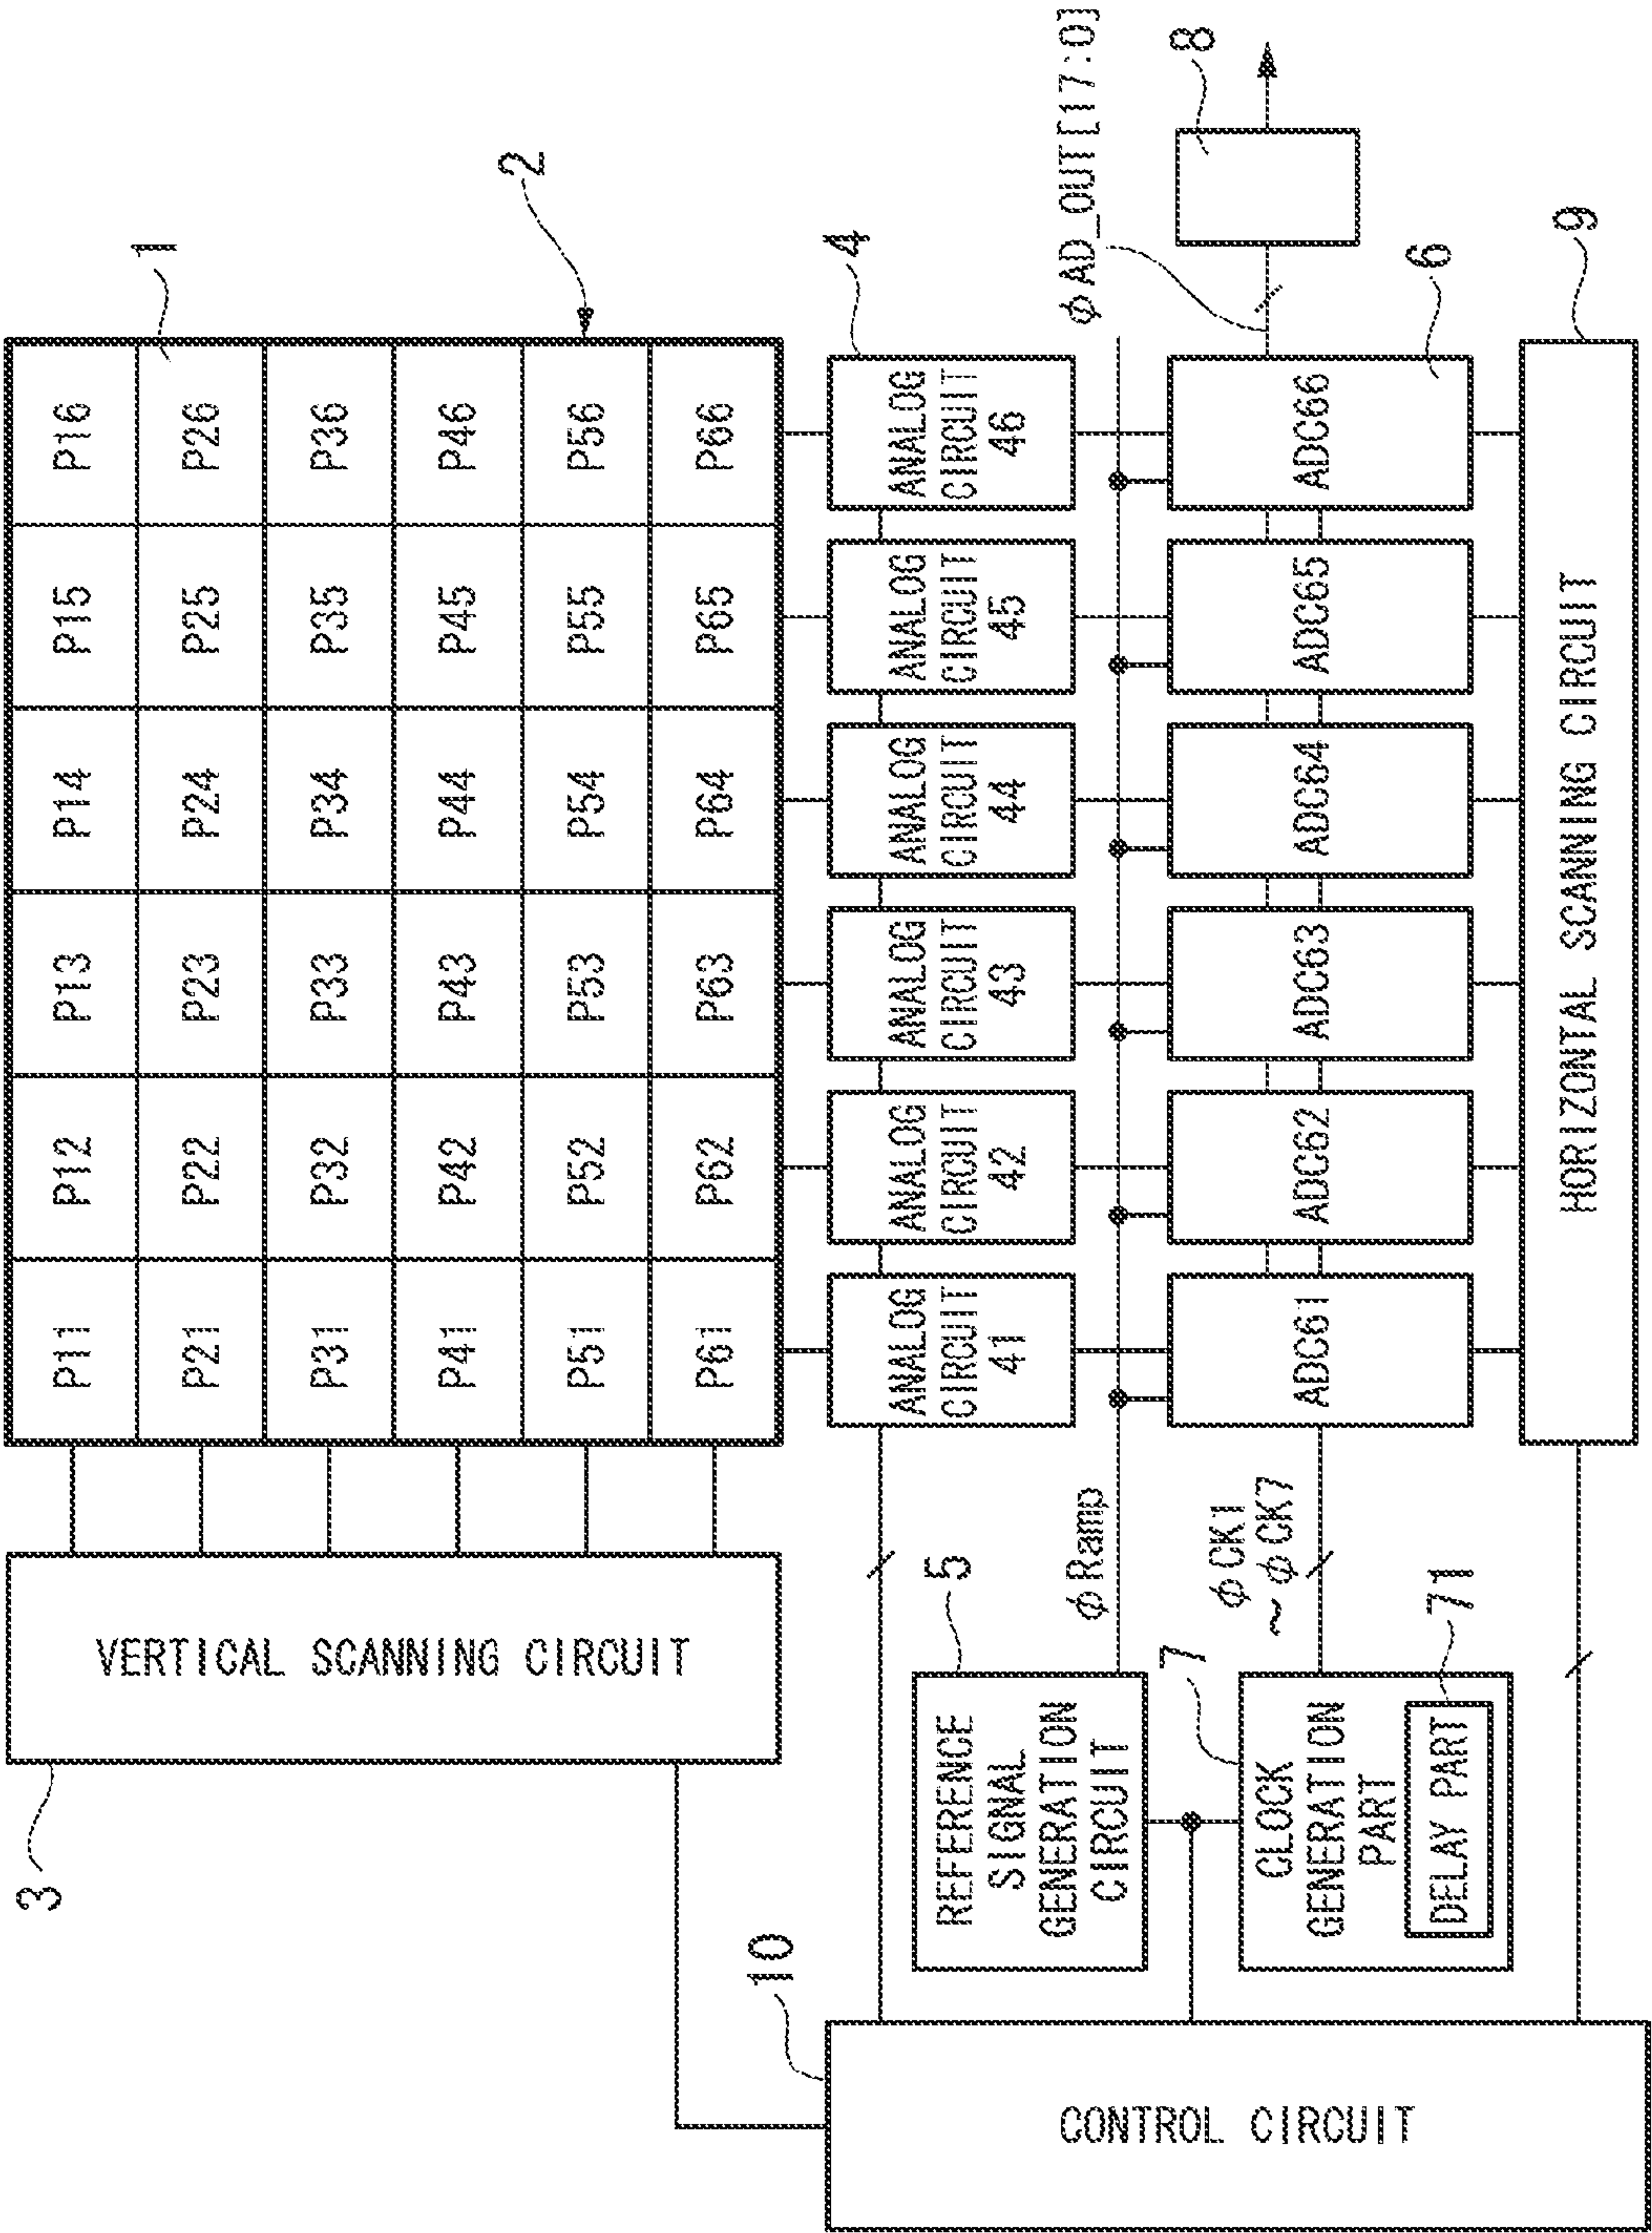 1
2
P11 P12 P13 P14 P15 P16
P21 P22 P23 P24 P25 P26
P31 P32 P33 P34 P35 P36
P41 P42 P43 P44 P45 P46
P51 P52 P53 P54 P55 P56
P61 P62 P63 P64 P65 P66
3
VERTICAL SCANNING CIRCUIT
4
ANALOG
CIRCUIT
41
ANALOG
CIRCUIT
42
ANALOG
CIRCUIT
43
ANALOG
CIRCUIT
44
ANALOG
CIRCUIT
45
ANALOG
CIRCUIT
46
10
CONTROL CIRCUIT
5
REFERENCE
SIGNAL
GENERATION
CIRCUIT
φRamp
φAD_OUT[17:0]
8
7
CLOCK
GENERATION
PART
DELAY PART
71
φCK1
~φCK7
ADC61 ADC62 ADC63 ADC64 ADC65 ADC66
6
9
HORIZONTAL SCANNING CIRCUIT